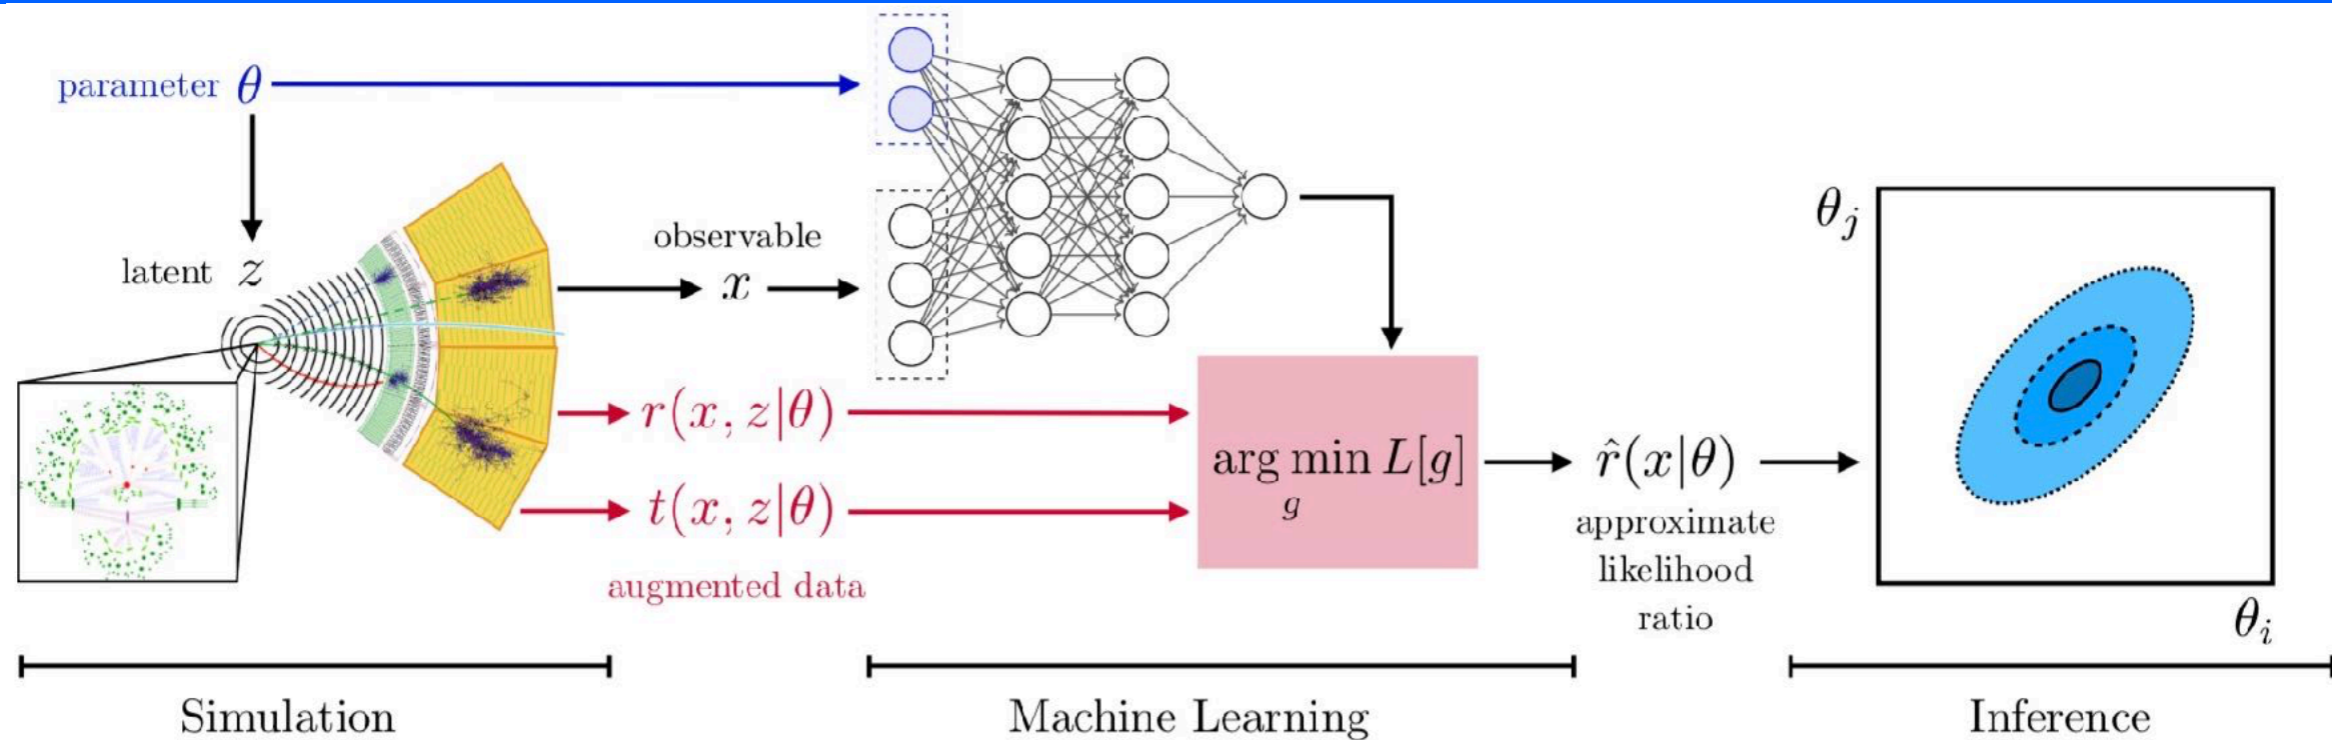 parameter θ
latent z
observable
x
r(x, z|θ)
t(x, z|θ)
augmented data
arg min L[g]
g
r̂(x|θ)
approximate
likelihood
ratio
θⱼ
θᵢ
Simulation
Machine Learning
Inference